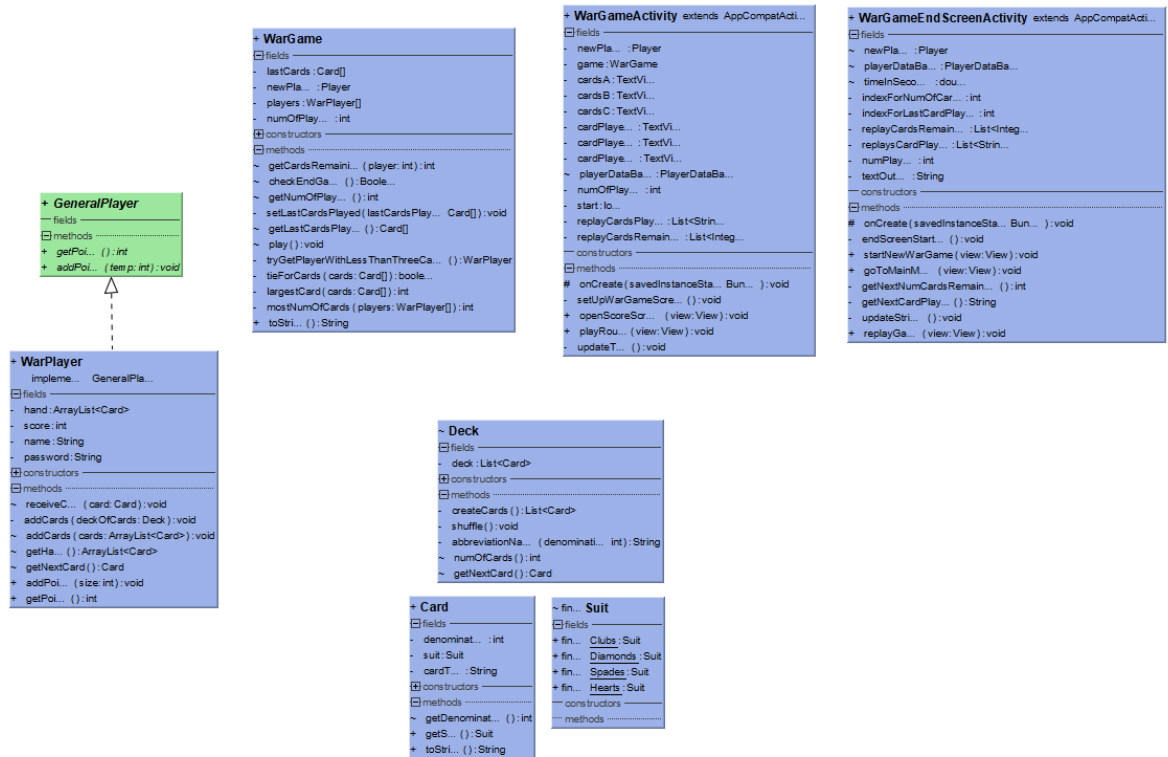 + WarGame
fields
- lastCards : Card[]
- newPla... : Player
- players : WarPlayer[]
- numOfPlay... : int
constructors
methods
~ getCardsRemaini... (player: int) : int
~ checkEndGa... () : Boole...
~ getNumOfPlay... () : int
- setLastCardsPlayed (lastCardsPlay... Card[]) : void
~ getLastCardsPlay... () : Card[]
~ play() : void
- tryGetPlayerWithLessThanThreeCa... () : WarPlayer
- tieForCards (cards: Card[]) : boole...
- largestCard (cards: Card[]) : int
- mostNumOfCards (players: WarPlayer[]) : int
+ toStri... () : String
+ WarGameActivity extends AppCompatActi...
fields
- newPla... : Player
- game : WarGame
- cardsA : TextVi...
- cardsB : TextVi...
- cardsC : TextVi...
- cardPlaye... : TextVi...
- cardPlaye... : TextVi...
- cardPlaye... : TextVi...
~ playerDataBa... : PlayerDataBa...
- numOfPlay... : int
- start : lo...
- replayCardsPlay... : List<Strin...
- replayCardsRemain... : List<Integ...
constructors
methods
# onCreate (savedInstanceSta... Bun... ) : void
- setUpWarGameScre... () : void
+ openScoreScr... (view: View) : void
+ playRou... (view: View) : void
- updateT... () : void
+ WarGameEndScreenActivity extends AppCompatActi...
fields
~ newPla... : Player
~ playerDataBa... : PlayerDataBa...
~ timeInSeco... : dou...
- indexForNumOfCar... : int
- indexForLastCardPlay... : int
- replayCardsRemain... : List<Integ...
- replaysCardPlay... : List<Strin...
- numPlay... : int
- textOut... : String
constructors
methods
# onCreate (savedInstanceSta... Bun... ) : void
- endScreenStart... () : void
+ startNewWarGame (view: View) : void
+ goToMainM... (view: View) : void
- getNextNumCardsRemain... () : int
- getNextCardPlay... () : String
- updateStri... () : void
+ replayGa... (view: View) : void
+ GeneralPlayer
fields
methods
+ getPoi... () : int
+ addPoi... (temp: int) : void
+ WarPlayer
impleme... GeneralPla...
fields
- hand : ArrayList<Card>
- score : int
- name : String
- password : String
constructors
methods
~ receiveC... (card: Card) : void
- addCards (deckOfCards: Deck) : void
~ addCards (cards: ArrayList<Card>) : void
~ getHa... () : ArrayList<Card>
~ getNextCard () : Card
+ addPoi... (size: int) : void
+ getPoi... () : int
~ Deck
fields
- deck : List<Card>
constructors
methods
- createCards () : List<Card>
- shuffle () : void
- abbreviationNa... (denominati... int) : String
~ numOfCards () : int
~ getNextCard () : Card
+ Card
fields
- denominat... : int
- suit : Suit
- cardT... : String
constructors
methods
~ getDenominat... () : int
+ getS... () : Suit
+ toStri... () : String
~ fin... Suit
fields
+ fin... Clubs : Suit
+ fin... Diamonds : Suit
+ fin... Spades : Suit
+ fin... Hearts : Suit
constructors
methods